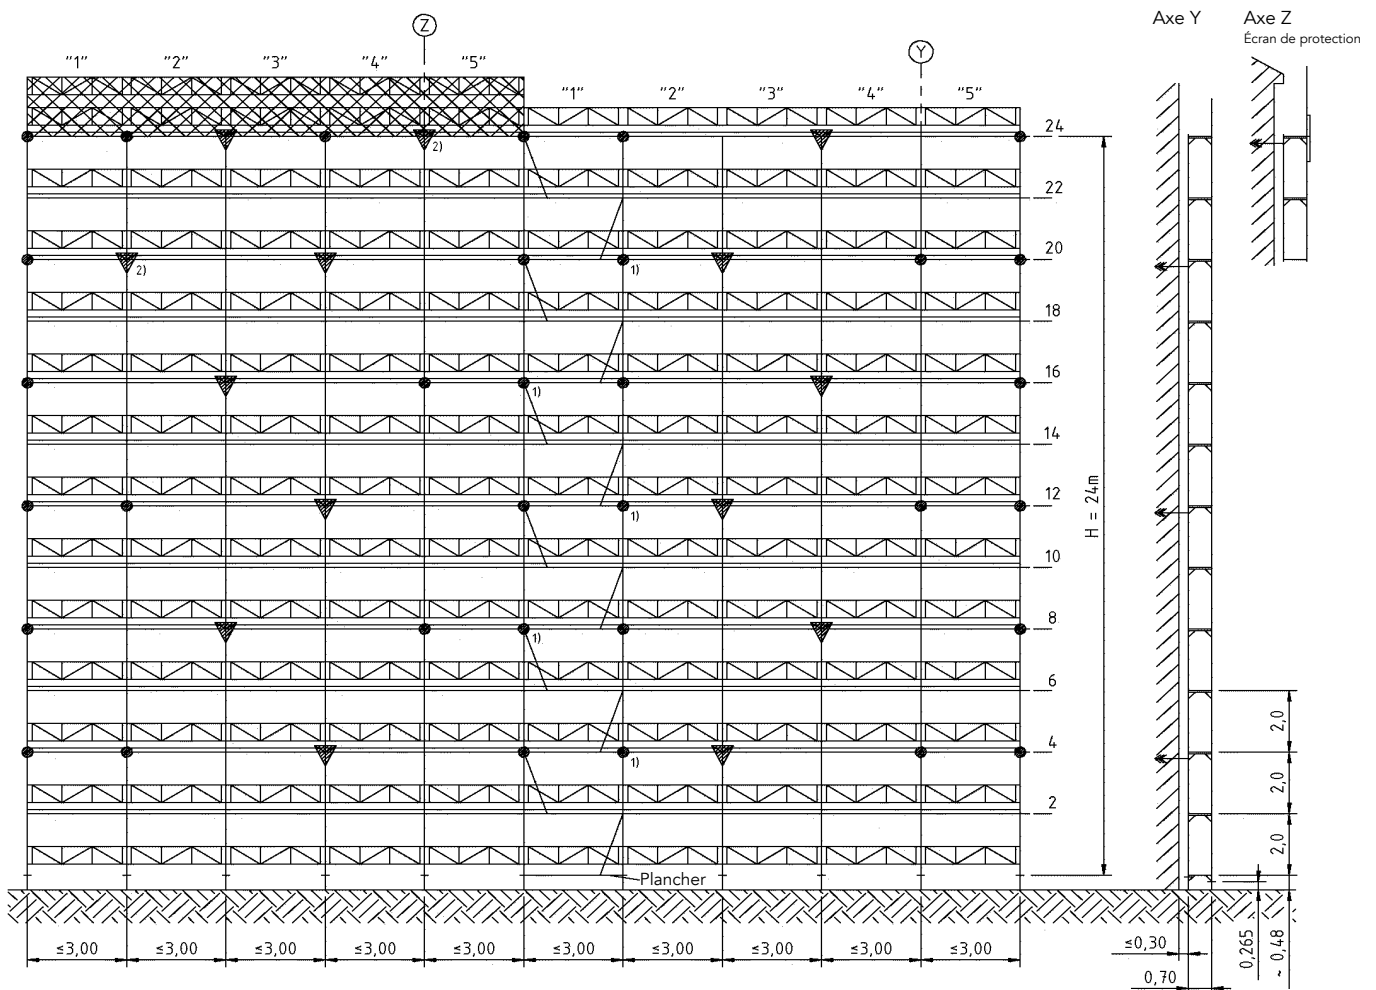 Axe Y
Axe Z
Écran de protection
Z
Y
"1" "2" "3" "4" "5"
"1" "2" "3" "4" "5"
24
2)
22
20
2)
1)
18
16
1)
14
12
1)
10
8
1)
6
4
1)
2
H = 24m
2,0
2,0
2,0
Plancher
≤3,00 ≤3,00 ≤3,00 ≤3,00 ≤3,00 ≤3,00 ≤3,00 ≤3,00 ≤3,00 ≤3,00
≤0,30
0,70
0,265
~ 0,48